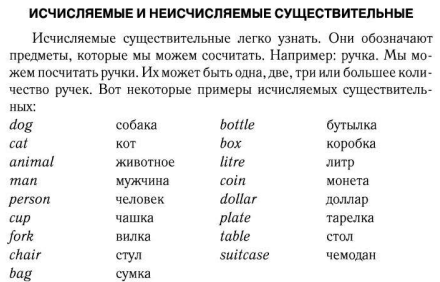 ИСЧИСЛЯЕМЫЕ И НЕИСЧИСЛЯЕМЫЕ СУЩЕСТВИТЕЛЬНЫЕ
Исчисляемые существительные легко узнать. Они обозначают
предметы, которые мы можем сосчитать. Например: ручка. Мы мо-
жем посчитать ручки. Их может быть одна, две, три или большее коли-
чество ручек. Вот некоторые примеры исчисляемых существитель-
ных:
dog собака bottle бутылка
cat кот box коробка
animal животное litre литр
man мужчина coin монета
person человек dollar доллар
cup чашка plate тарелка
fork вилка table стол
chair стул suitcase чемодан
bag сумка